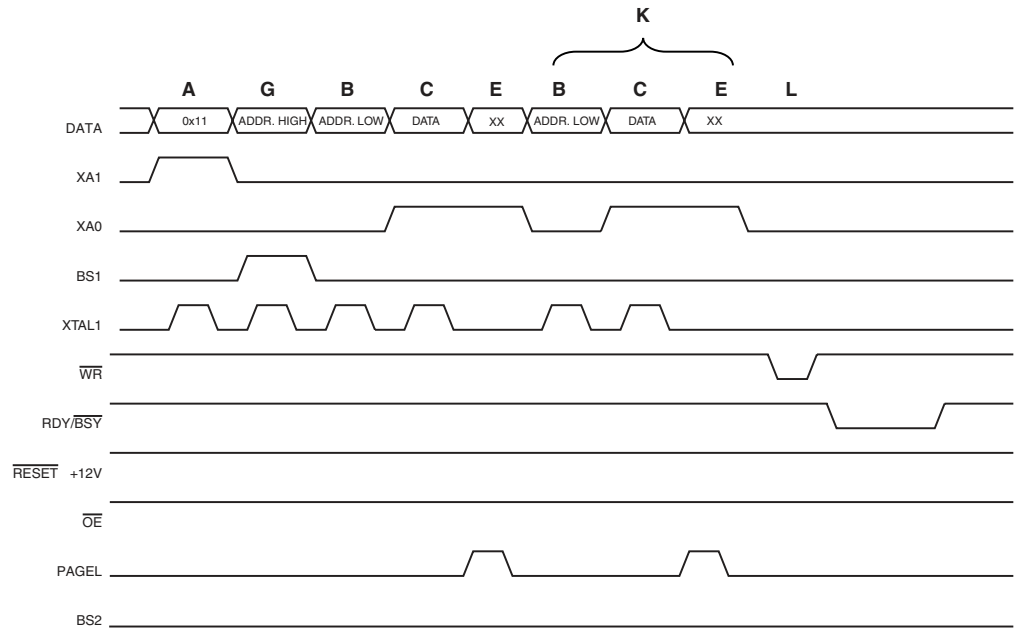 K
A G B C E B C E L
DATA 0x11 ADDR. HIGH ADDR. LOW DATA XX ADDR. LOW DATA XX
XA1
XA0
BS1
XTAL1
WR
RDY/BSY
RESET +12V
OE
PAGEL
BS2